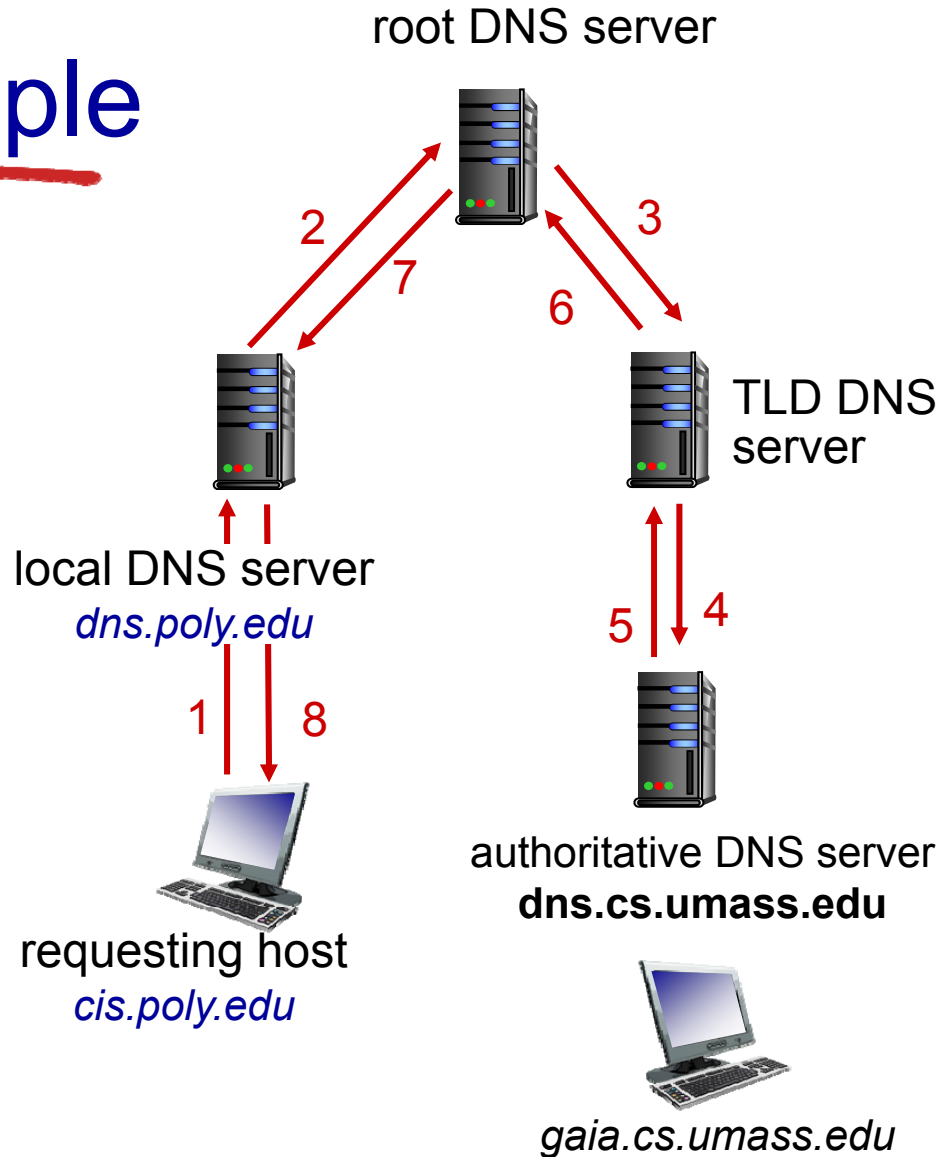 root DNS server
ple
2
3
7
6
TLD DNS
server
local DNS server
dns.poly.edu
5
4
1
8
authoritative DNS server
dns.cs.umass.edu
requesting host
cis.poly.edu
gaia.cs.umass.edu